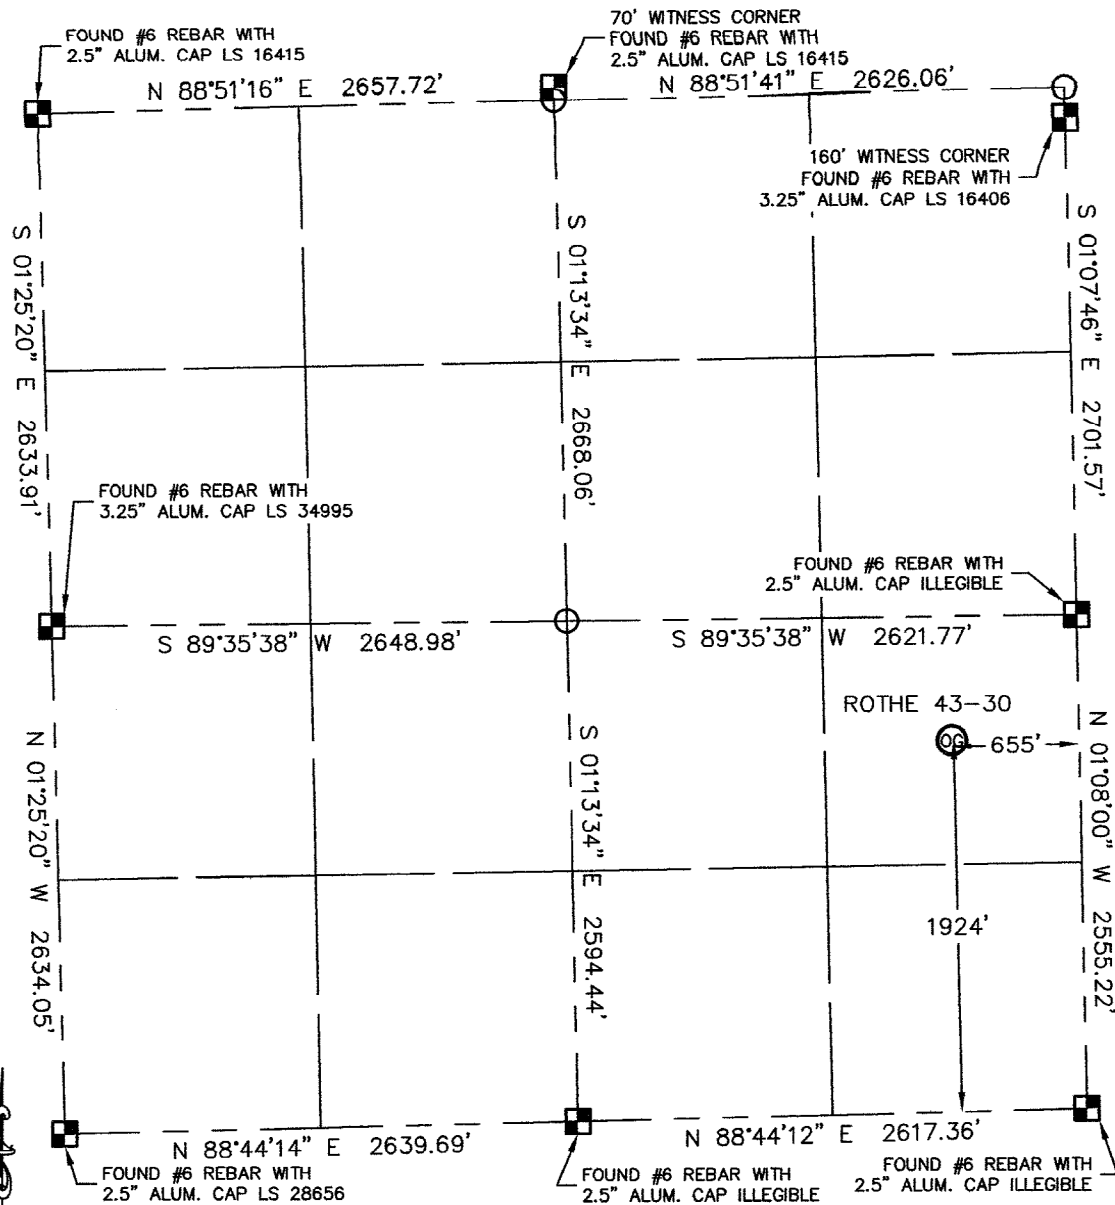 70' WITNESS CORNER
FOUND #6 REBAR WITH
2.5" ALUM. CAP LS 16415
FOUND #6 REBAR WITH
2.5" ALUM. CAP LS 16415
N 88°51'16" E 2657.72'
N 88°51'41" E 2626.06'
160' WITNESS CORNER
FOUND #6 REBAR WITH
3.25" ALUM. CAP LS 16406
S 01°25'20" E 2633.91'
S 01°13'34" E 2668.06'
S 01°07'46" E 2701.57'
FOUND #6 REBAR WITH
3.25" ALUM. CAP LS 34995
FOUND #6 REBAR WITH
2.5" ALUM. CAP ILLEGIBLE
S 89°35'38" W 2648.98'
S 89°35'38" W 2621.77'
ROTHE 43-30
OG
655'
N 01°25'20" W 2634.05'
S 01°13'34" E 2594.44'
N 01°08'00" W 2555.22'
1924'
N 88°44'14" E 2639.69'
N 88°44'12" E 2617.36'
FOUND #6 REBAR WITH
2.5" ALUM. CAP LS 28656
FOUND #6 REBAR WITH
2.5" ALUM. CAP ILLEGIBLE
FOUND #6 REBAR WITH
2.5" ALUM. CAP ILLEGIBLE